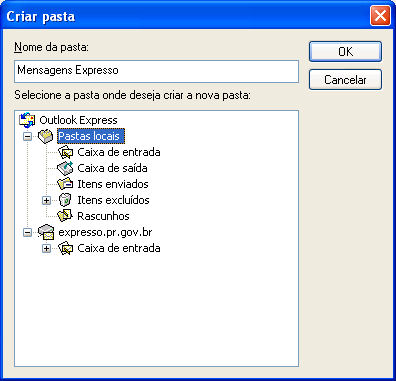 Criar pasta
Nome da pasta:
OK
Mensagens Expresso
Cancelar
Selecione a pasta onde deseja criar a nova pasta:
Outlook Express
Pastas locais
Caixa de entrada
Caixa de saída
Itens enviados
Itens excluídos
Rascunhos
expresso.pr.gov.br
Caixa de entrada